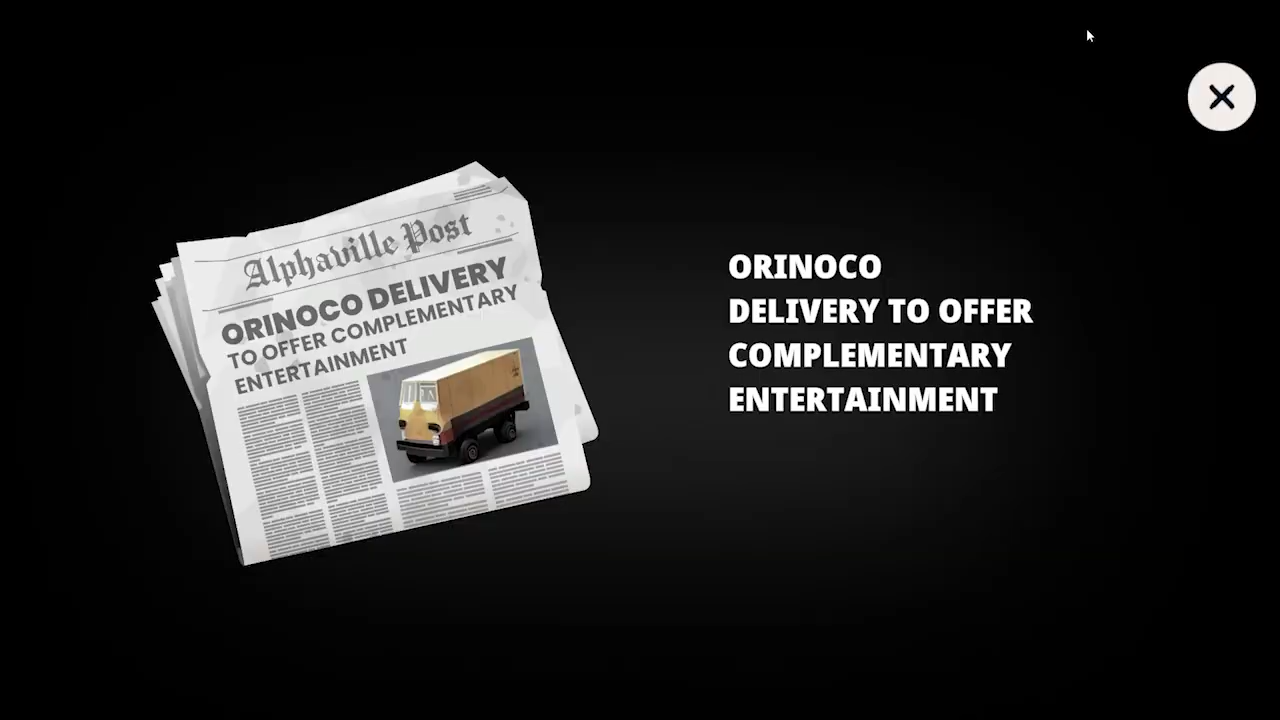 Alphaville Post
ORINOCO DELIVERY
TO OFFER COMPLEMENTARY
ENTERTAINMENT
ORINOCO
DELIVERY TO OFFER
COMPLEMENTARY
ENTERTAINMENT